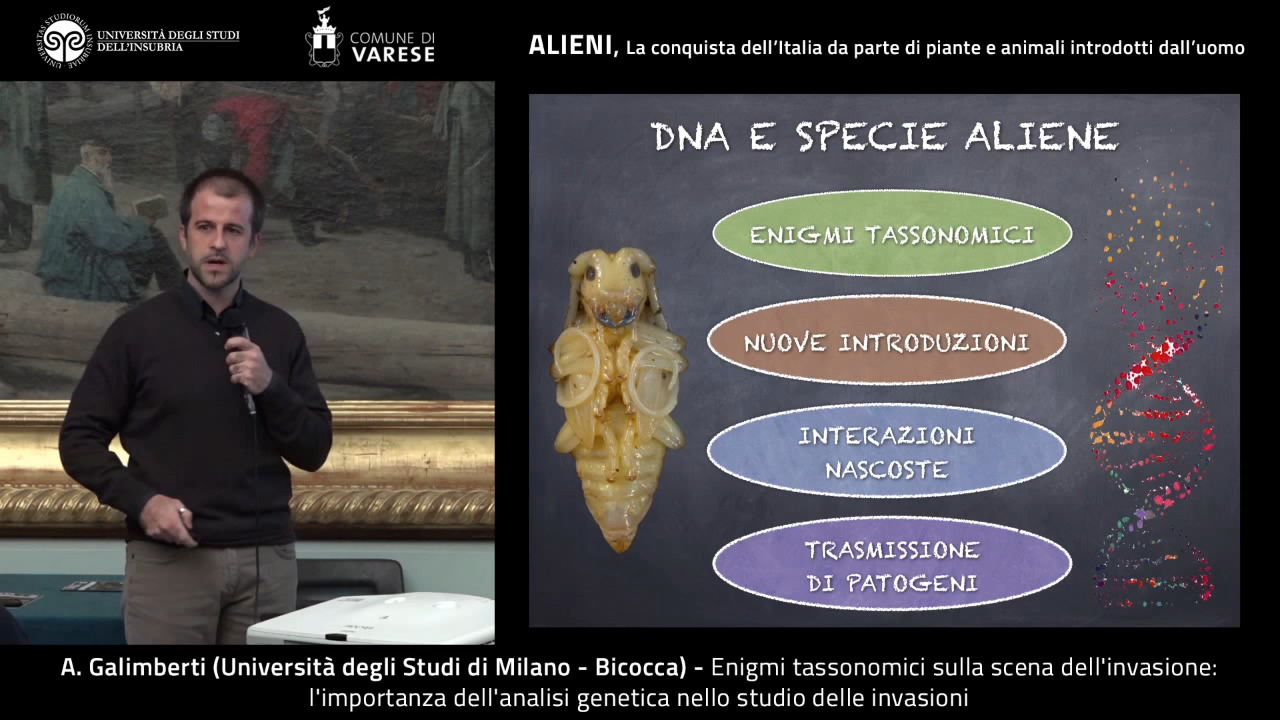 UNIVERSITÀ DEGLI STUDI
DELL'INSUBRIA
COMUNE DI
VARESE
ALIENI, La conquista dell'Italia da parte di piante e animali introdotti dall'uomo
DNA E SPECIE ALIENE
ENIGMI TASSONOMICI
NUOVE INTRODUZIONI
INTERAZIONI
NASCOSTE
TRASMISSIONE
DI PATOGENI
A. Galimberti (Università degli Studi di Milano - Bicocca) - Enigmi tassonomici sulla scena dell'invasione:
l'importanza dell'analisi genetica nello studio delle invasioni